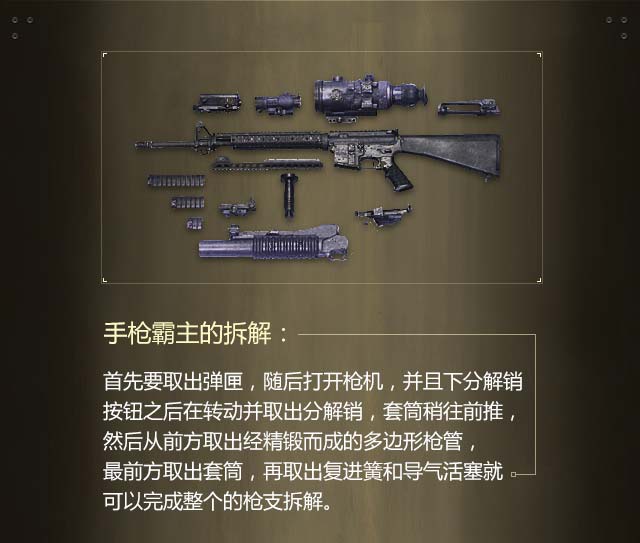 手枪霸主的拆解：
首先要取出弹匣，随后打开枪机，并且下分解销
按钮之后在转动并取出分解销，套筒稍往前推，
然后从前方取出经精锻而成的多边形枪管，
最前方取出套筒，再取出复进簧和导气活塞就
可以完成整个的枪支拆解。